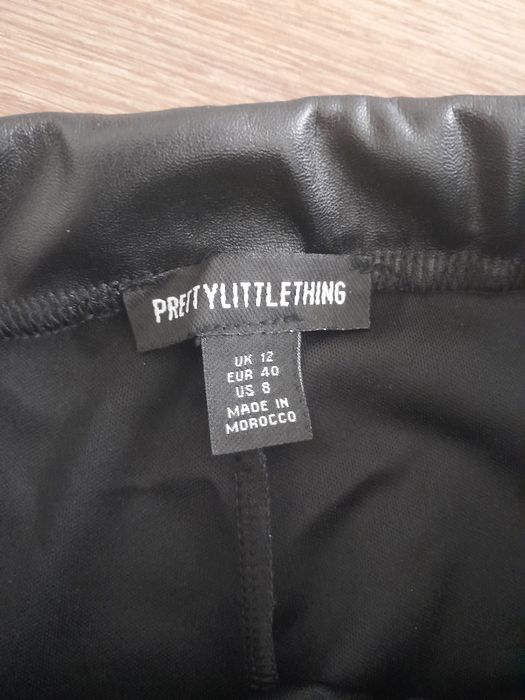 PRETTYLITTLETHING
UK 12
EUR 40
US 8
MADE IN
MOROCCO